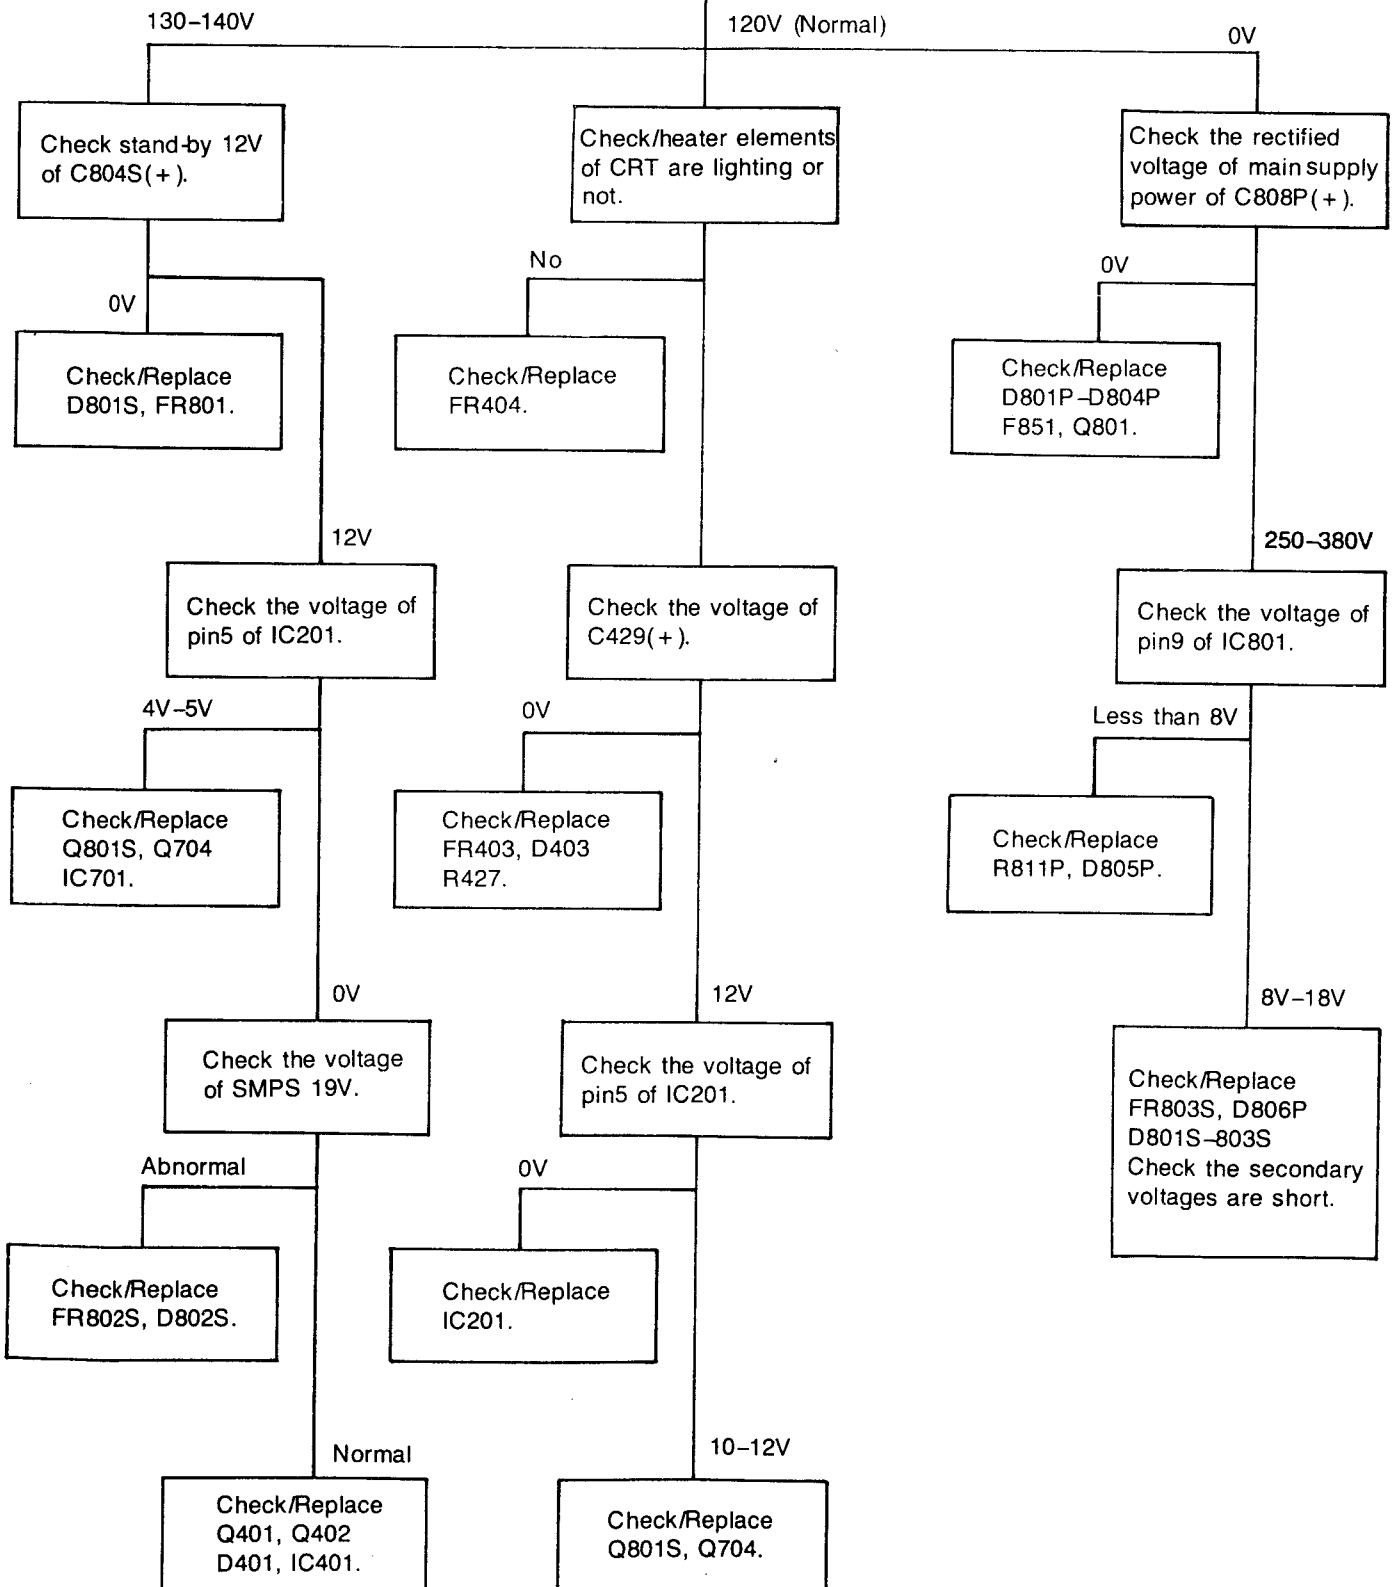 130–140V
120V (Normal)
0V
Check stand-by 12V
of C804S(+).
Check/heater elements
of CRT are lighting or
not.
Check the rectified
voltage of main supply
power of C808P(+).
0V
No
0V
Check/Replace
D801S, FR801.
Check/Replace
FR404.
Check/Replace
D801P–D804P
F851, Q801.
12V
250–380V
Check the voltage of
pin5 of IC201.
Check the voltage of
C429(+).
Check the voltage of
pin9 of IC801.
4V–5V
0V
Less than 8V
Check/Replace
Q801S, Q704
IC701.
Check/Replace
FR403, D403
R427.
Check/Replace
R811P, D805P.
0V
12V
8V–18V
Check the voltage
of SMPS 19V.
Check the voltage of
pin5 of IC201.
Check/Replace
FR803S, D806P
D801S–803S
Check the secondary
voltages are short.
Abnormal
0V
Check/Replace
FR802S, D802S.
Check/Replace
IC201.
Normal
10–12V
Check/Replace
Q401, Q402
D401, IC401.
Check/Replace
Q801S, Q704.